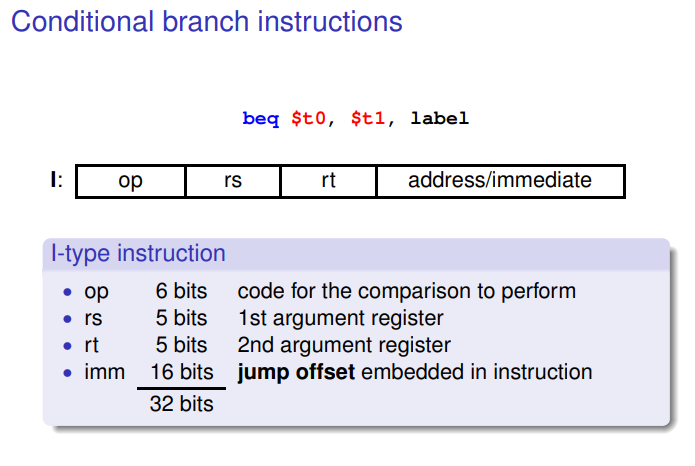 Conditional branch instructions
beq $t0, $t1, label
I: op rs rt address/immediate
I-type instruction
• op 6 bits code for the comparison to perform
• rs 5 bits 1st argument register
• rt 5 bits 2nd argument register
• imm 16 bits jump offset embedded in instruction
32 bits